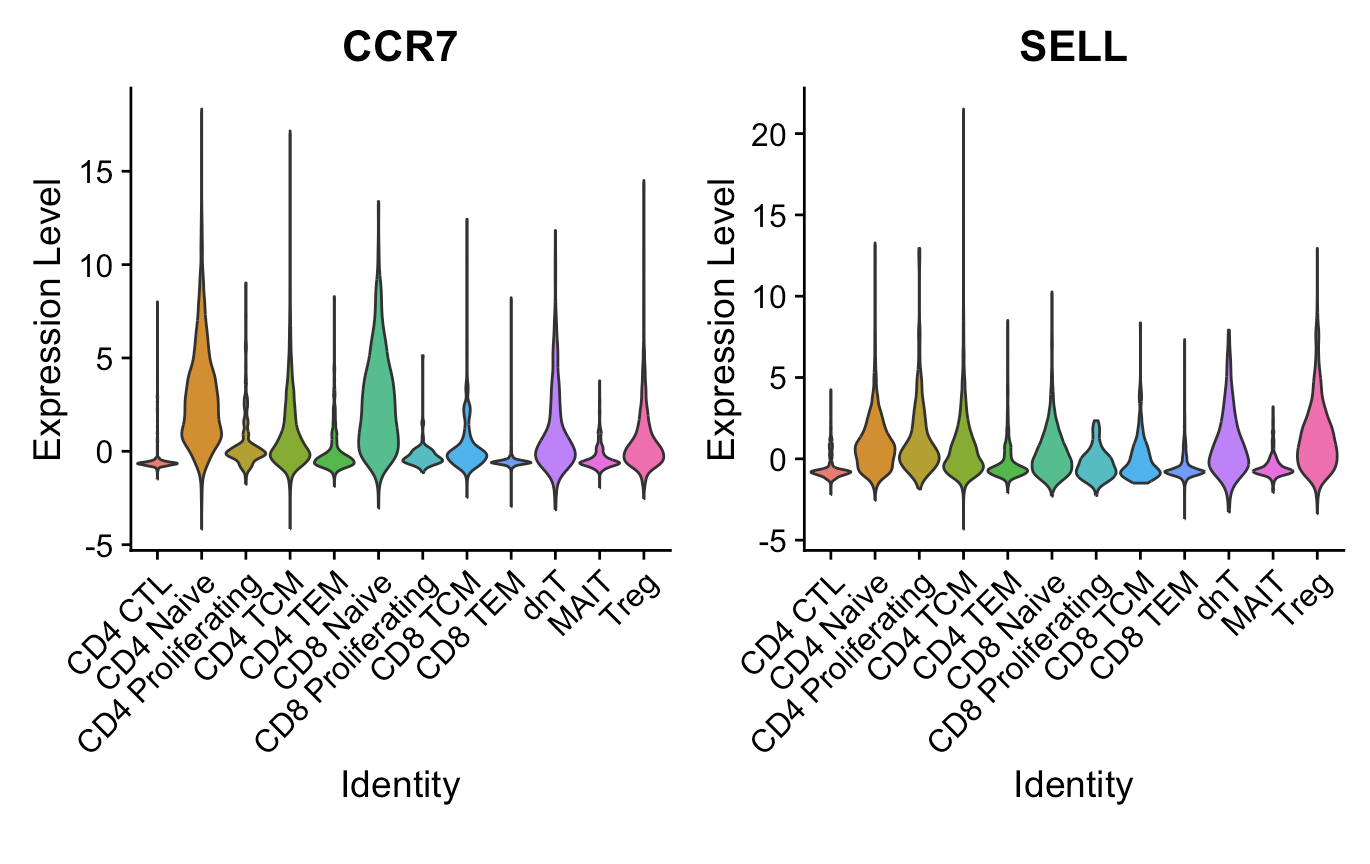 CCR7
Expression Level
15
10
5
0
-5
CD4 CTL
CD4 Naive
CD4 Proliferating
CD4 TCM
CD4 TEM
CD8 Naive
CD8 Proliferating
CD8 TCM
CD8 TEM
dnT
MAIT
Treg
Identity
SELL
Expression Level
20
15
10
5
0
-5
CD4 CTL
CD4 Naive
CD4 Proliferating
CD4 TCM
CD4 TEM
CD8 Naive
CD8 Proliferating
CD8 TCM
CD8 TEM
dnT
MAIT
Treg
Identity